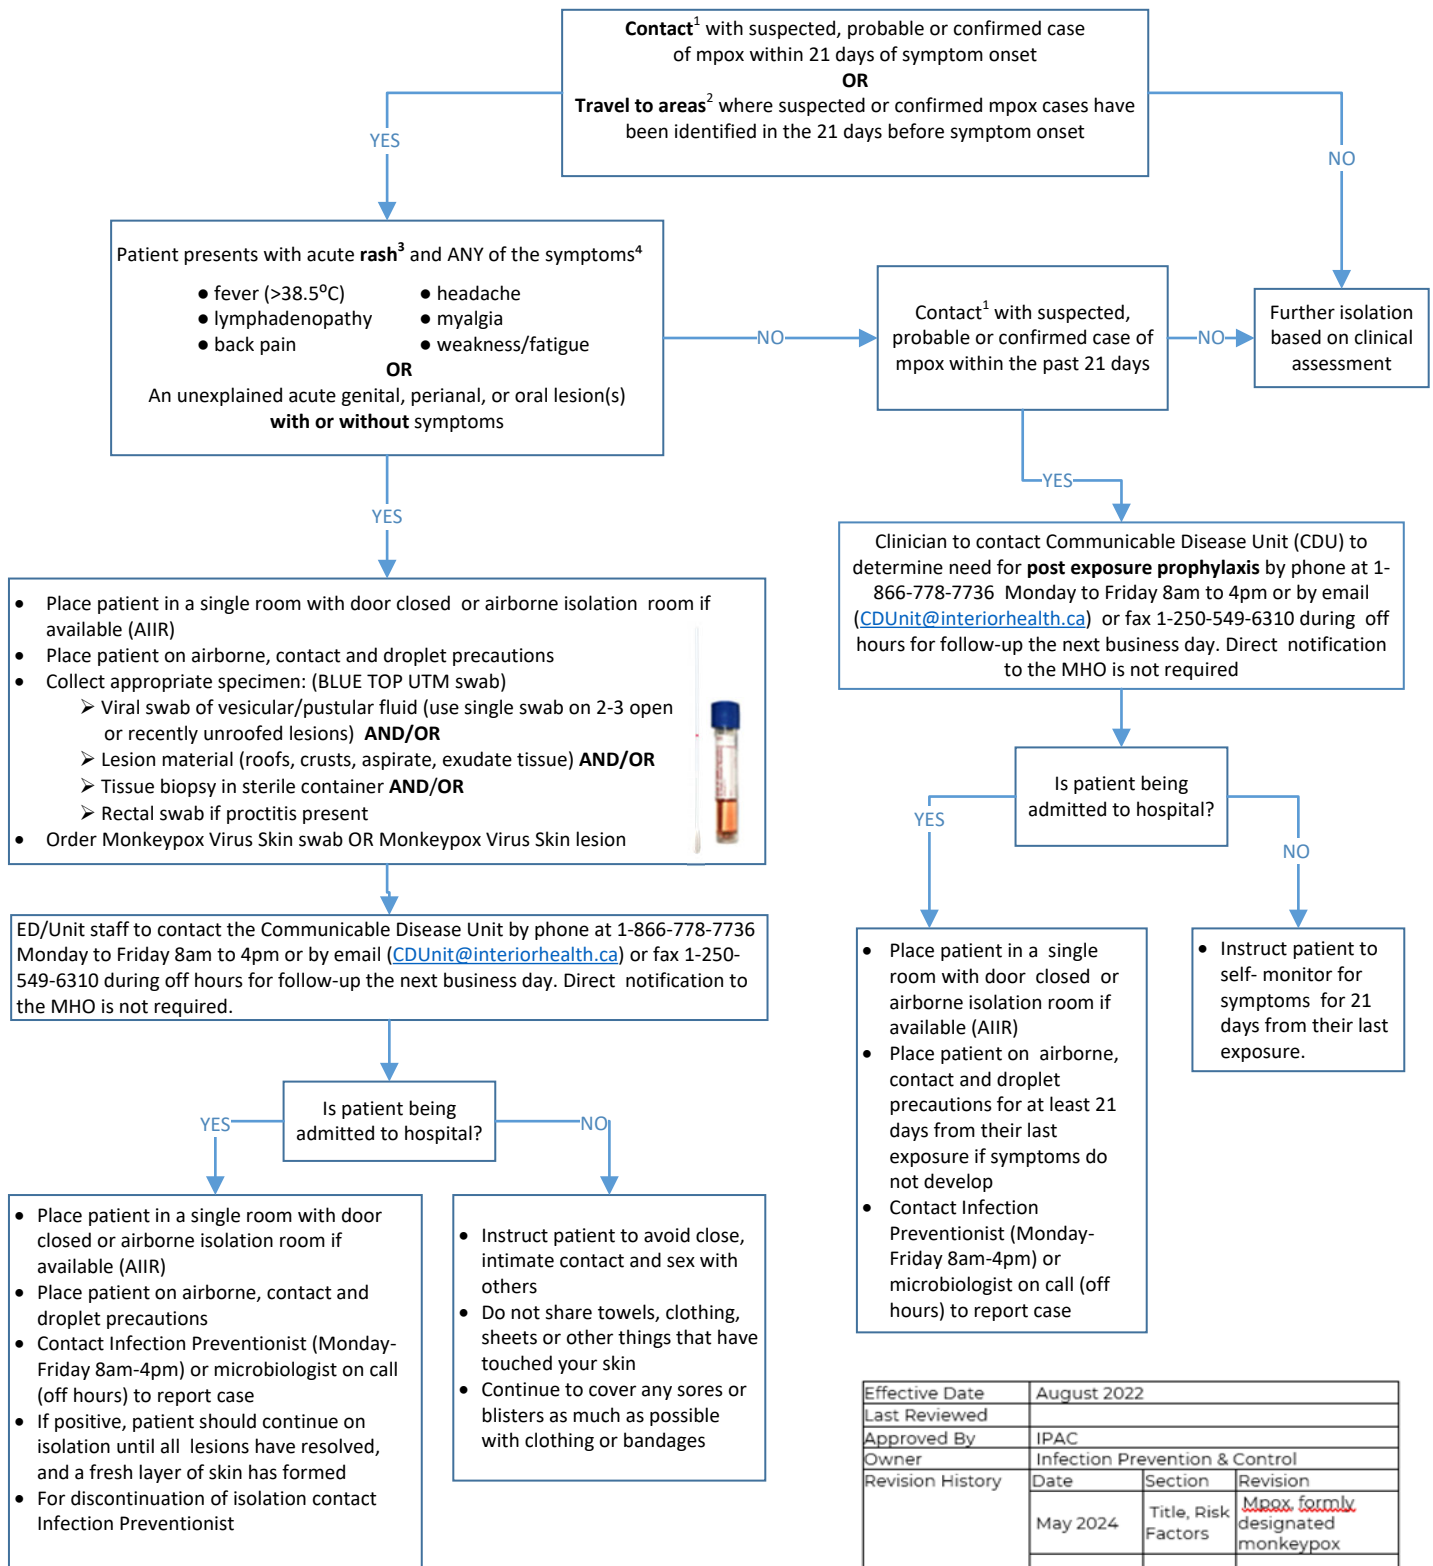 Contact1 with suspected, probable or confirmed case
of mpox within 21 days of symptom onset
OR
Travel to areas2 where suspected or confirmed mpox cases have
been identified in the 21 days before symptom onset
YES
NO
Patient presents with acute rash3 and ANY of the symptoms4
● fever (>38.5⁰C)
● lymphadenopathy
● back pain
● headache
● myalgia
● weakness/fatigue
OR
An unexplained acute genital, perianal, or oral lesion(s)
with or without symptoms
NO
Contact1 with suspected,
probable or confirmed case of
mpox within the past 21 days
NO
Further isolation
based on clinical
assessment
YES
YES
Clinician to contact Communicable Disease Unit (CDU) to
determine need for post exposure prophylaxis by phone at 1-
866-778-7736 Monday to Friday 8am to 4pm or by email
(CDUnit@interiorhealth.ca) or fax 1-250-549-6310 during off
hours for follow-up the next business day. Direct notification
to the MHO is not required
• Place patient in a single room with door closed or airborne isolation room if
available (AIIR)
• Place patient on airborne, contact and droplet precautions
• Collect appropriate specimen: (BLUE TOP UTM swab)
➢ Viral swab of vesicular/pustular fluid (use single swab on 2-3 open
or recently unroofed lesions) AND/OR
➢ Lesion material (roofs, crusts, aspirate, exudate tissue) AND/OR
➢ Tissue biopsy in sterile container AND/OR
➢ Rectal swab if proctitis present
• Order Monkeypox Virus Skin swab OR Monkeypox Virus Skin lesion
Is patient being
admitted to hospital?
YES
NO
ED/Unit staff to contact the Communicable Disease Unit by phone at 1-866-778-7736
Monday to Friday 8am to 4pm or by email (CDUnit@interiorhealth.ca) or fax 1-250-
549-6310 during off hours for follow-up the next business day. Direct notification to
the MHO is not required.
• Place patient in a single
room with door closed or
airborne isolation room if
available (AIIR)
• Place patient on airborne,
contact and droplet
precautions for at least 21
days from their last
exposure if symptoms do
not develop
• Contact Infection
Preventionist (Monday-
Friday 8am-4pm) or
microbiologist on call (off
hours) to report case
• Instruct patient to
self- monitor for
symptoms for 21
days from their last
exposure.
Is patient being
admitted to hospital?
YES
NO
• Place patient in a single room with door
closed or airborne isolation room if
available (AIIR)
• Place patient on airborne, contact and
droplet precautions
• Contact Infection Preventionist (Monday-
Friday 8am-4pm) or microbiologist on call
(off hours) to report case
• If positive, patient should continue on
isolation until all lesions have resolved,
and a fresh layer of skin has formed
• For discontinuation of isolation contact
Infection Preventionist
• Instruct patient to avoid close,
intimate contact and sex with
others
• Do not share towels, clothing,
sheets or other things that have
touched your skin
• Continue to cover any sores or
blisters as much as possible
with clothing or bandages
Effective Date August 2022
Last Reviewed
Approved By IPAC
Owner Infection Prevention & Control
Revision History Date Section Revision
May 2024
Title, Risk
Factors
Mpox, formly
designated
monkeypox